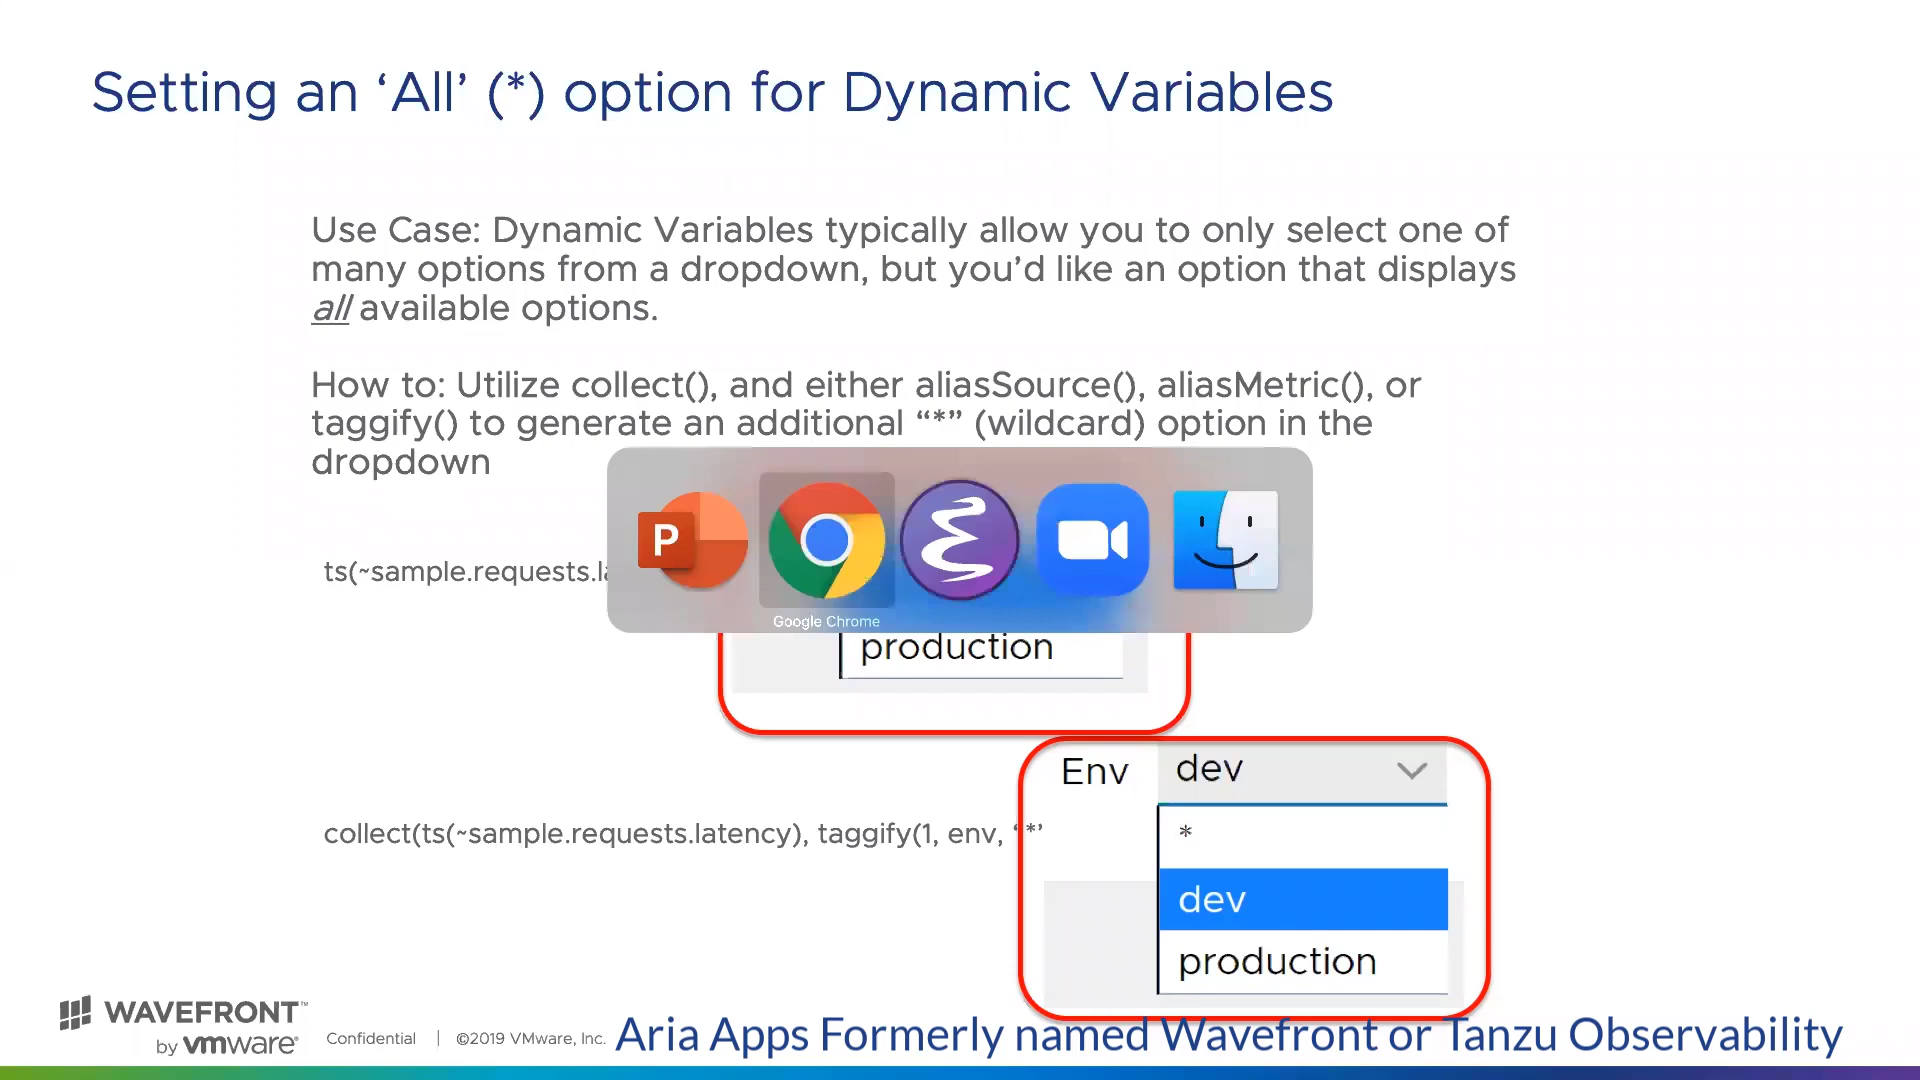 Setting an ‘All’ (*) option for Dynamic Variables
Use Case: Dynamic Variables typically allow you to only select one of
many options from a dropdown, but you’d like an option that displays
all available options.
How to: Utilize collect(), and either aliasSource(), aliasMetric(), or
taggify() to generate an additional “*” (wildcard) option in the
dropdown
P
ts(~sample.requests.la
Google Chrome
production
Env dev
collect(ts(~sample.requests.latency), taggify(1, env, ‘*’
*
dev
production
WAVEFRONT™
by vmware®
Confidential | ©2019 VMware, Inc.
Aria Apps Formerly named Wavefront or Tanzu Observability